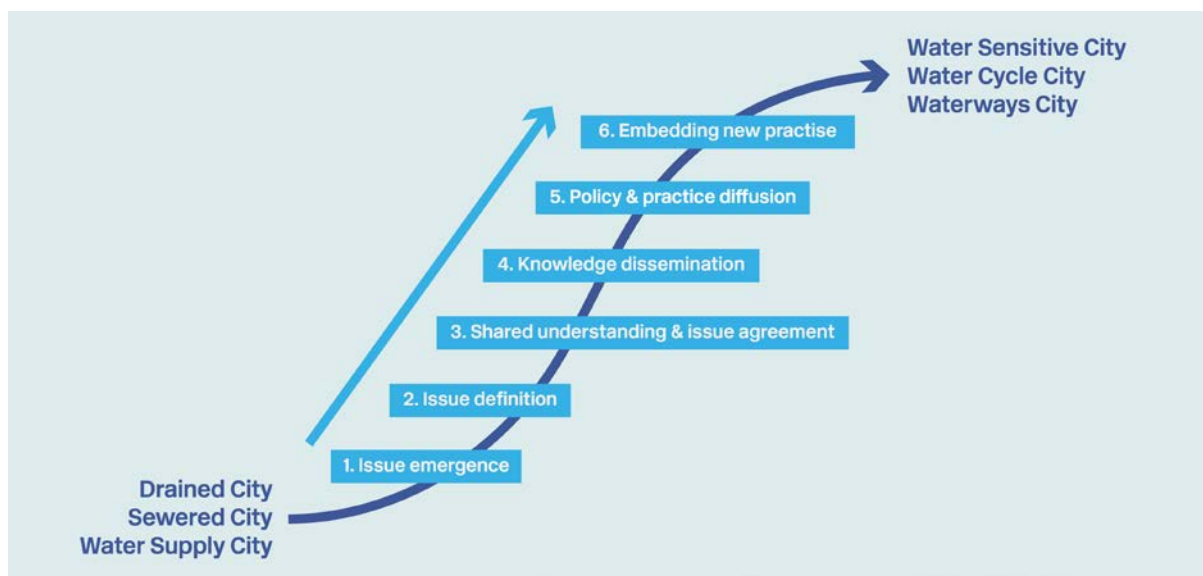 Water Sensitive City
Water Cycle City
Waterways City
6. Embedding new practise
5. Policy & practice diffusion
4. Knowledge dissemination
3. Shared understanding & issue agreement
2. Issue definition
1. Issue emergence
Drained City
Sewered City
Water Supply City